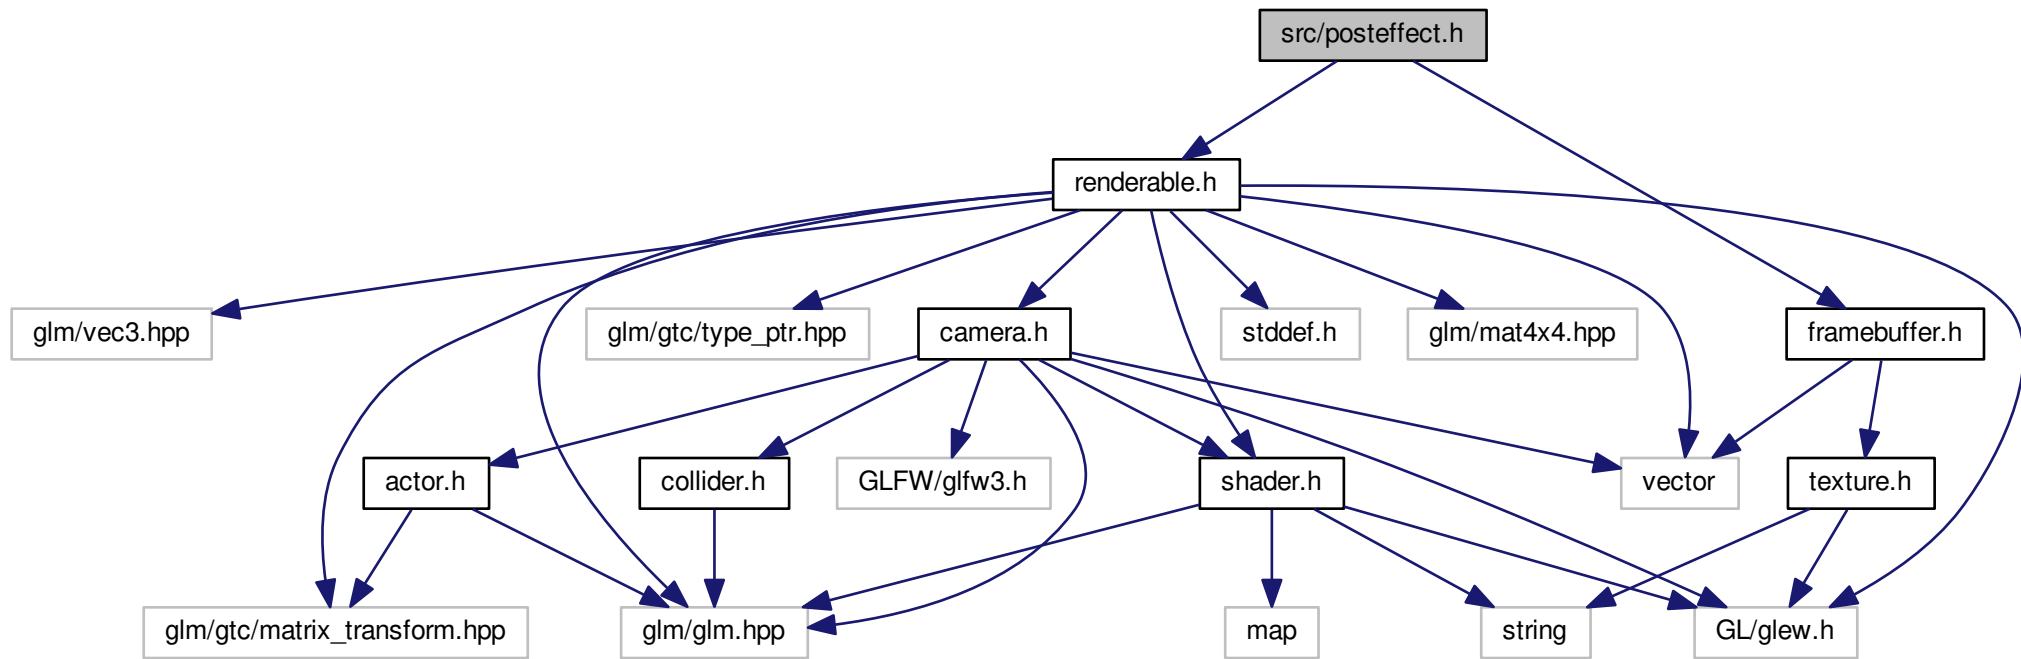 src/posteffect.h
renderable.h
glm/vec3.hpp
glm/gtc/type_ptr.hpp
camera.h
stddef.h
glm/mat4x4.hpp
framebuffer.h
actor.h
collider.h
GLFW/glfw3.h
shader.h
vector
texture.h
glm/gtc/matrix_transform.hpp
glm/glm.hpp
map
string
GL/glew.h